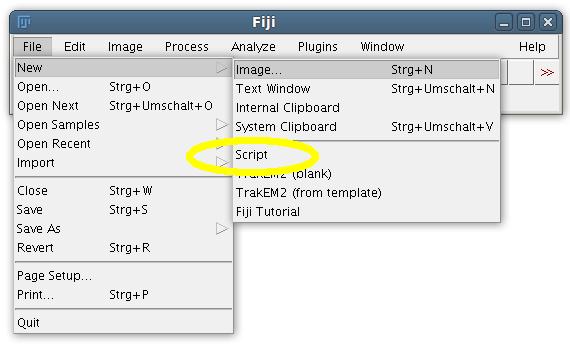 Fiji
File Edit Image Process Analyze Plugins Window Help
>>
New
Open... Strg+O
Open Next Strg+Umschalt+O
Open Samples
Open Recent
Import
Close Strg+W
Save Strg+S
Save As
Revert Strg+R
Page Setup...
Print... Strg+P
Quit
Image... Strg+N
Text Window Strg+Umschalt+N
Internal Clipboard
System Clipboard Strg+Umschalt+V
Script
TrakEM2 (blank)
TrakEM2 (from template)
Fiji Tutorial